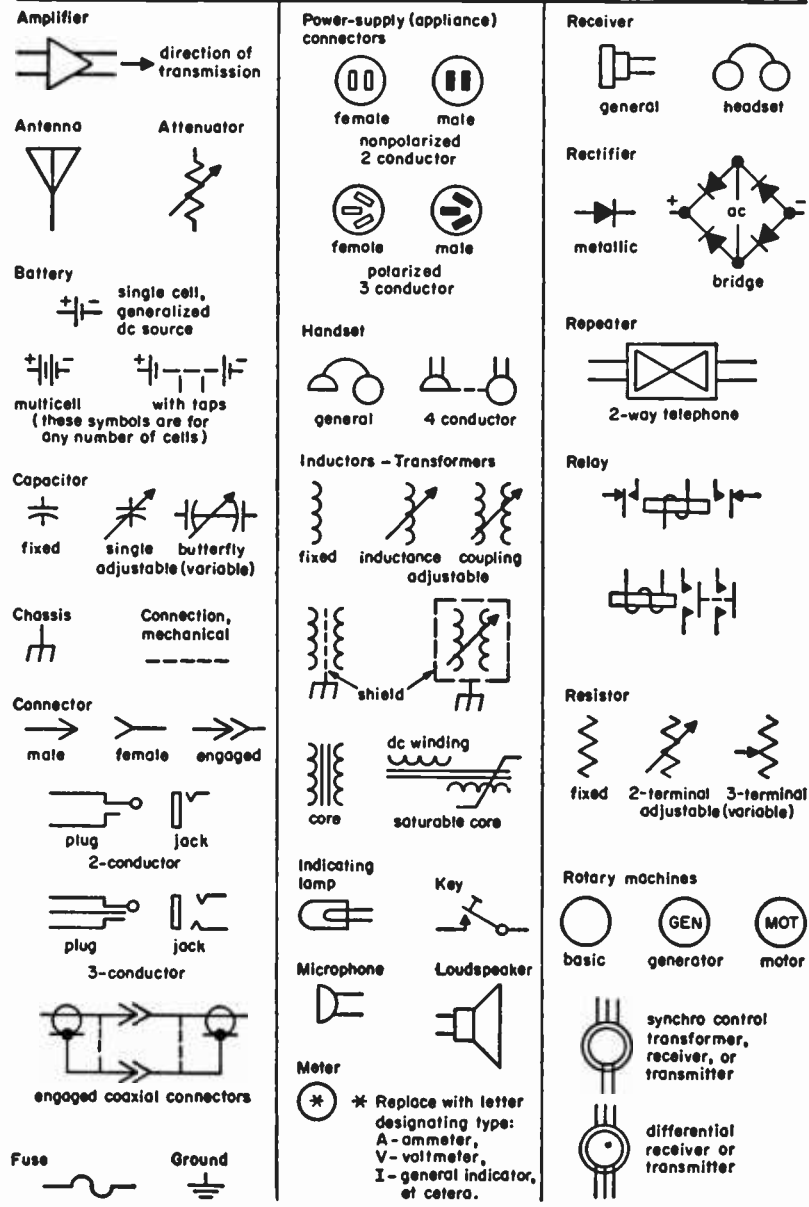 Amplifier
direction of
transmission
Antenna
Attenuator
Battery
+ -
single cell,
generalized
dc source
+ -
+ -
multicell
with taps
(these symbols are for
any number of cells)
Capacitor
fixed
single
butterfly
adjustable (variable)
Chassis
Connection,
mechanical
Connector
male
female
engaged
plug
jack
2-conductor
plug
jack
3-conductor
engaged coaxial connectors
Fuse
Ground
Power-supply (appliance)
connectors
female
male
nonpolarized
2 conductor
female
male
polarized
3 conductor
Handset
general
4 conductor
Inductors - Transformers
fixed
inductance
coupling
adjustable
shield
dc winding
core
saturable core
Indicating
lamp
Key
Microphone
Loudspeaker
Meter
*
* Replace with letter
designating type:
A - ammeter,
V - voltmeter,
I - general indicator,
et cetera.
Receiver
general
headset
Rectifier
+ ac -
metallic
bridge
Repeater
2-way telephone
Relay
Resistor
fixed
2-terminal
3-terminal
adjustable (variable)
Rotary machines
GEN
MOT
basic
generator
motor
synchro control
transformer,
receiver, or
transmitter
differential
receiver or
transmitter